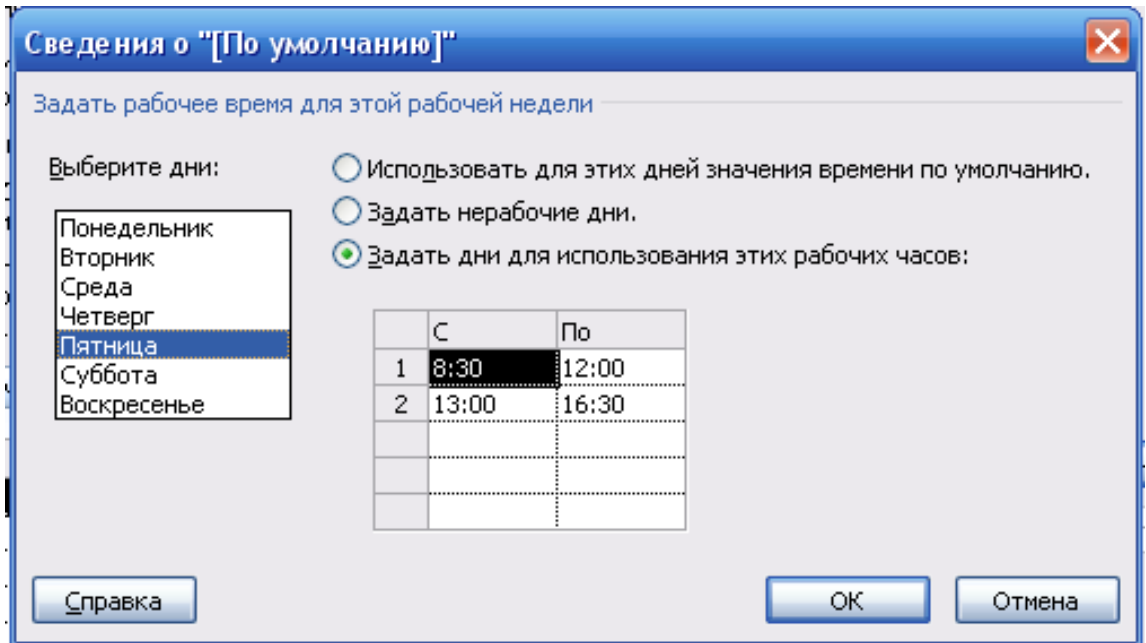 Сведения о "[По умолчанию]"
Задать рабочее время для этой рабочей недели
Выберите дни:
Понедельник
Вторник
Среда
Четверг
Пятница
Суббота
Воскресенье
Использовать для этих дней значения времени по умолчанию.
Задать нерабочие дни.
Задать дни для использования этих рабочих часов:
С По
1 8:30 12:00
2 13:00 16:30
Справка ОК Отмена